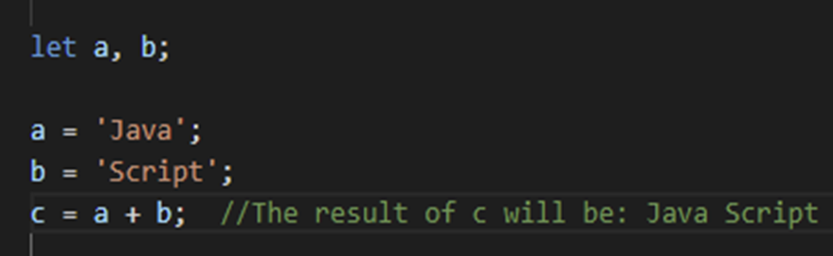 let a, b;
a = 'Java';
b = 'Script';
c = a + b;  //The result of c will be: Java Script